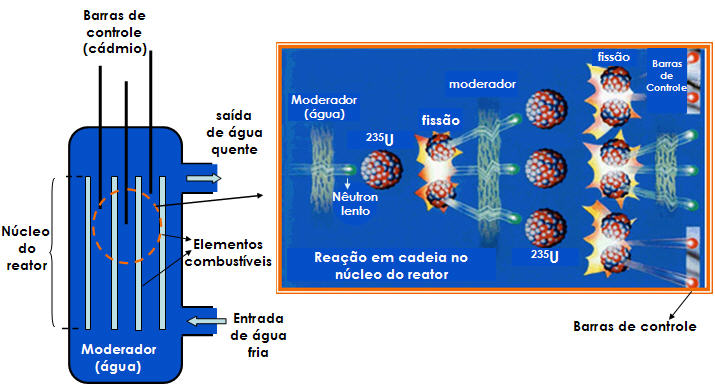 Barras de
controle
(cádmio)
saída
de água
quente
Núcleo
do
reator
Elementos
combustíveis
Entrada
de água
fria
Moderador
(água)
Moderador
(água)
235U
fissão
moderador
fissão
Barras
de
Controle
Nêutron
lento
235U
Reação em cadeia no
núcleo do reator
Barras de controle